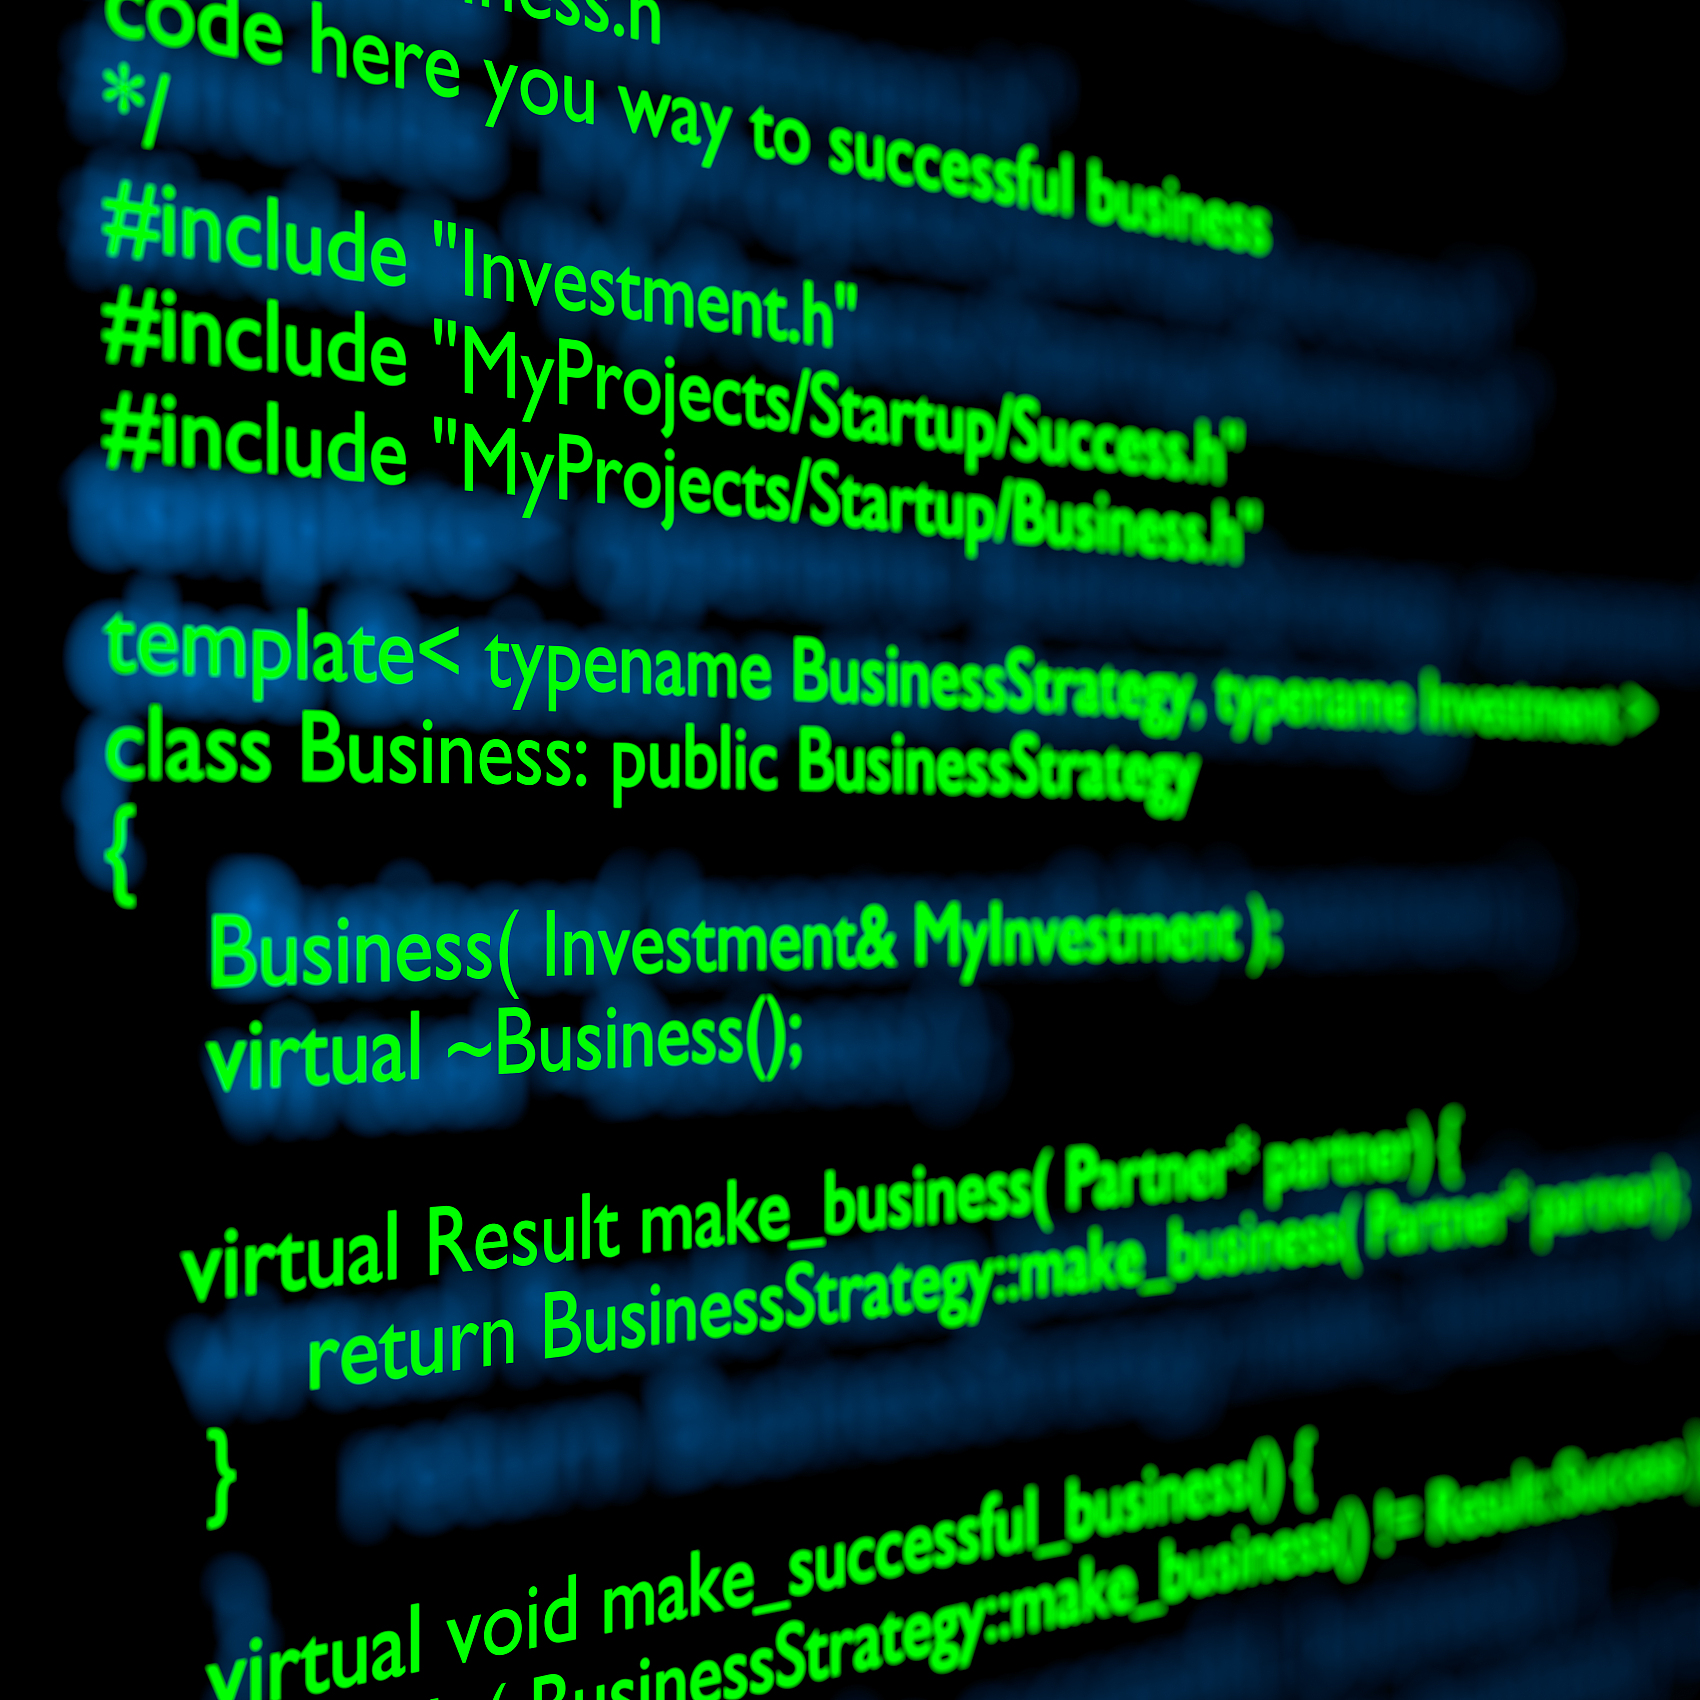 code here you way to successful business
*/
#include "Investment.h"
#include "MyProjects/Startup/Success.h"
#include "MyProjects/Startup/Business.h"
template< typename BusinessStrategy, typename Investment >
class Business: public BusinessStrategy
{
Business( Investment& MyInvestment );
virtual ~Business();
virtual Result make_business( Partner* partner) {
return BusinessStrategy::make_business( Partner* partner);
}
virtual void make_successful_business() {
( BusinessStrategy::make_business() != Result::Success )